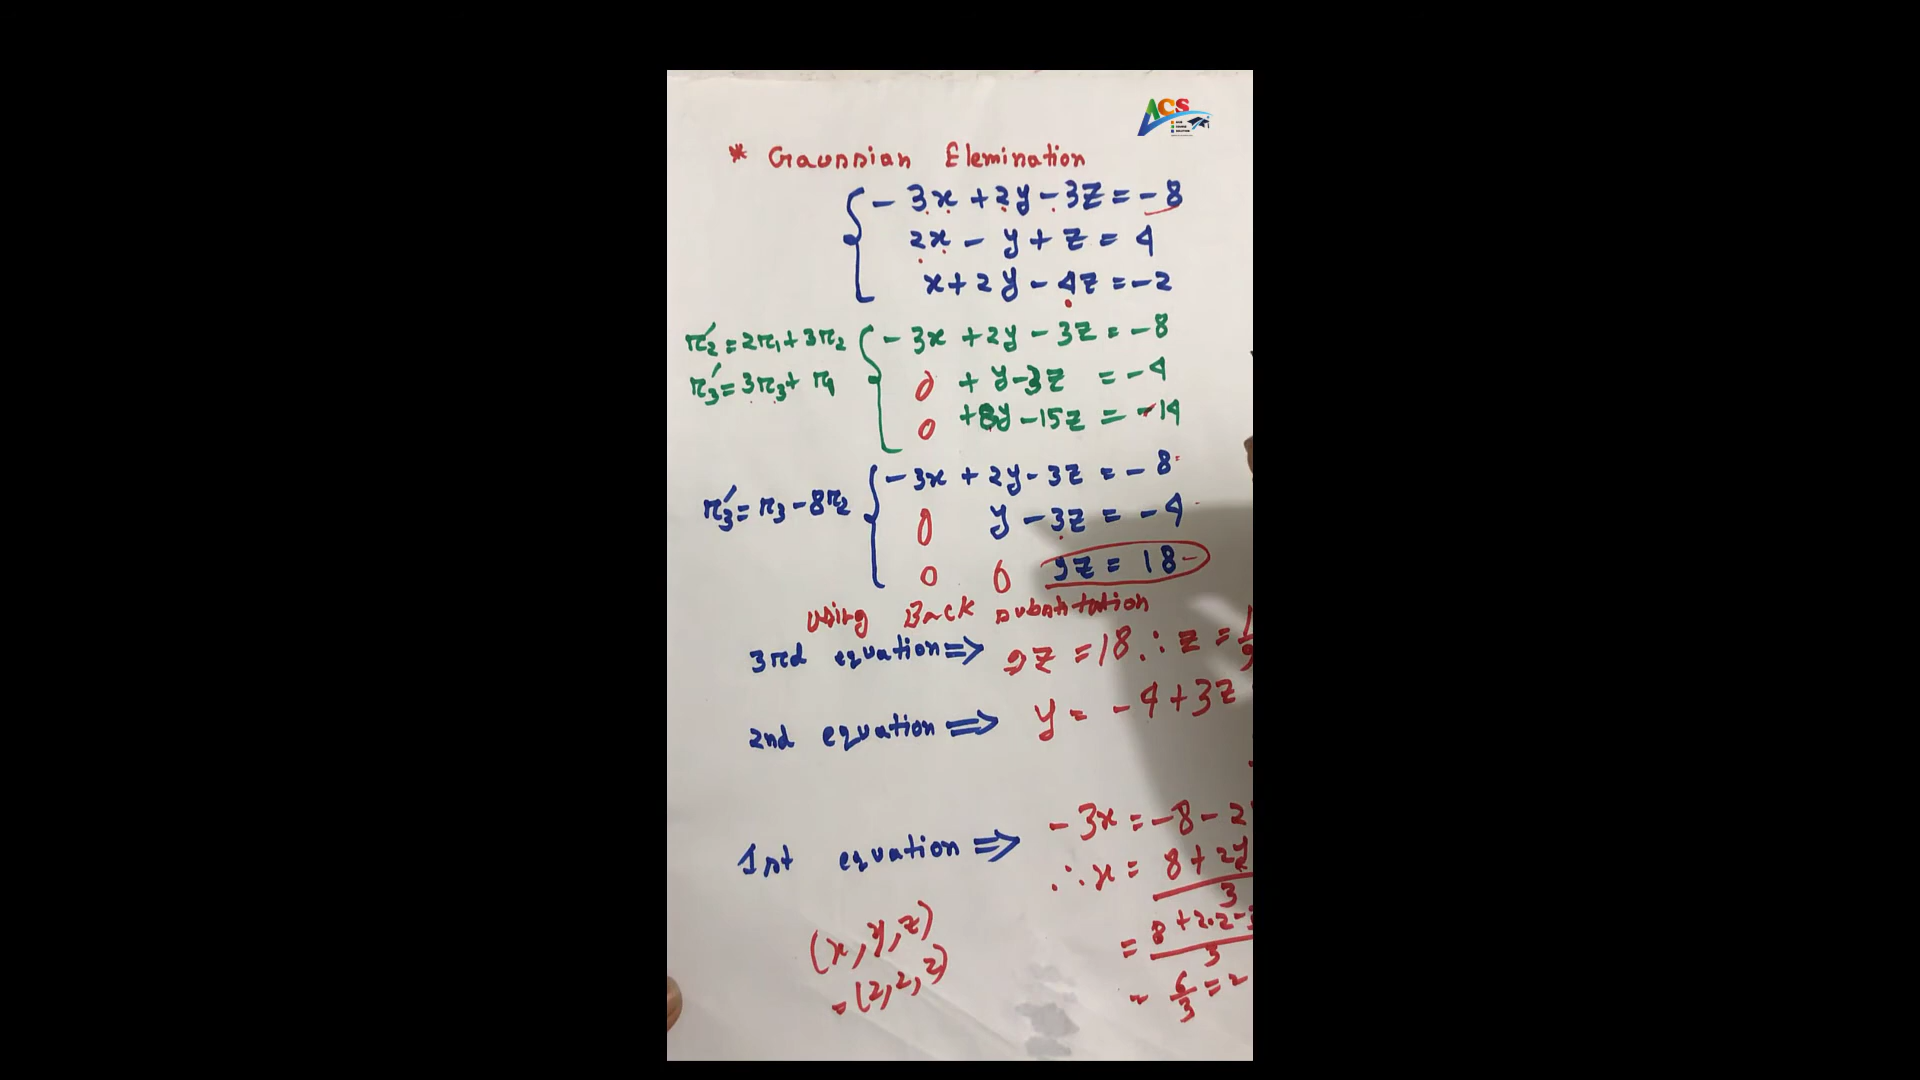 ACS
* Gaussian Elemination
- 3x + 2y - 3z = - 8
2x - y + z = 4
x + 2y - 4z = - 2
r₂′ = 2r₁ + 3r₂
r₃′ = 3r₃ + r₁
- 3x + 2y - 3z = - 8
0 + y - 3z = - 4
0 + 8y - 15z = - 14
r₃′ = r₃ - 8r₂
- 3x + 2y - 3z = - 8
0 y - 3z = - 4
0 0 9z = 18
using Back substitution
3rd equation ⇒ 9z = 18 ∴ z =
2nd equation ⇒ y = - 4 + 3z
1st equation ⇒ - 3x = - 8 - 2
∴ x = 8 + 2y / 3
= 8 + 2·2 - 3 / 3
= 6/3 = 2
(x, y, z)
= (2, 2, 2)